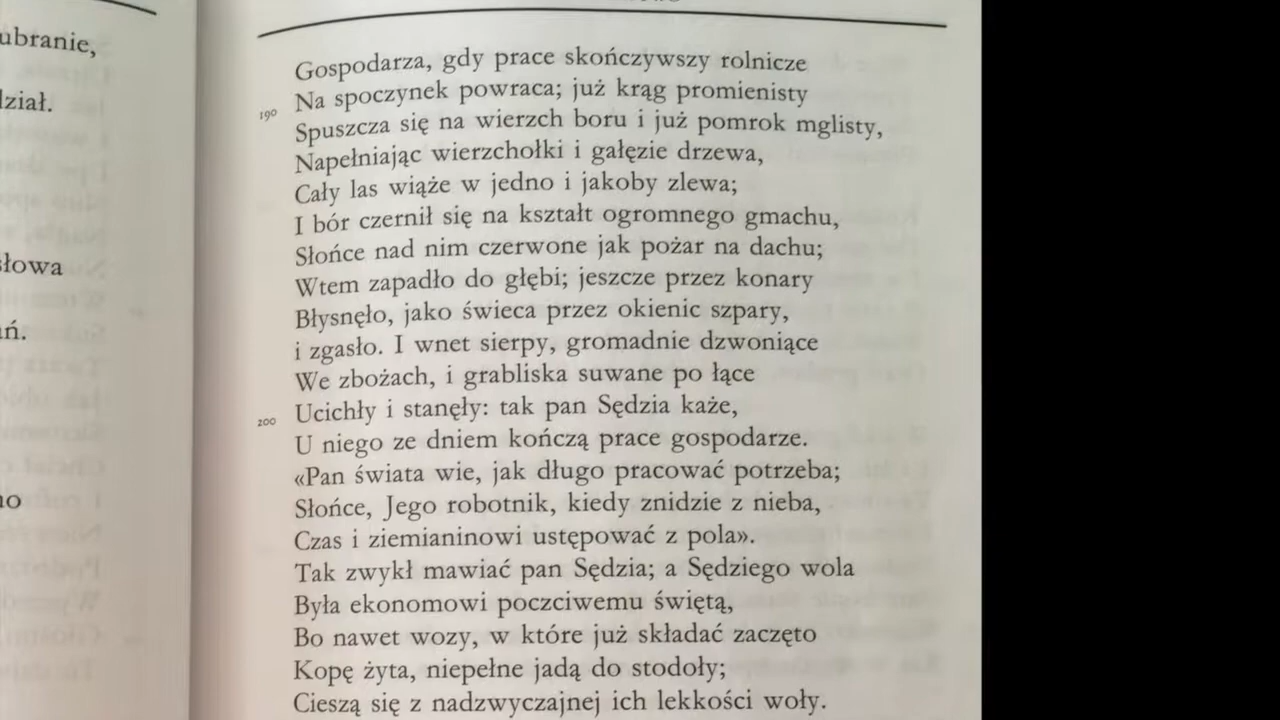 ubranie,
dział.
słowa
no
Gospodarza, gdy prace skończywszy rolnicze
190 Na spoczynek powraca; już krąg promienisty
Spuszcza się na wierzch boru i już pomrok mglisty,
Napełniając wierzchołki i gałęzie drzewa,
Cały las wiąże w jedno i jakoby zlewa;
I bór czernił się na kształt ogromnego gmachu,
Słońce nad nim czerwone jak pożar na dachu;
Wtem zapadło do głębi; jeszcze przez konary
Błysnęło, jako świeca przez okienic szpary,
i zgasło. I wnet sierpy, gromadnie dzwoniące
We zbożach, i grabliska suwane po łące
200 Ucichły i stanęły: tak pan Sędzia każe,
U niego ze dniem kończą prace gospodarze.
«Pan świata wie, jak długo pracować potrzeba;
Słońce, Jego robotnik, kiedy znidzie z nieba,
Czas i ziemianinowi ustępować z pola».
Tak zwykł mawiać pan Sędzia; a Sędziego wola
Była ekonomowi poczciwemu świętą,
Bo nawet wozy, w które już składać zaczęto
Kopę żyta, niepełne jadą do stodoły;
Cieszą się z nadzwyczajnej ich lekkości woły.